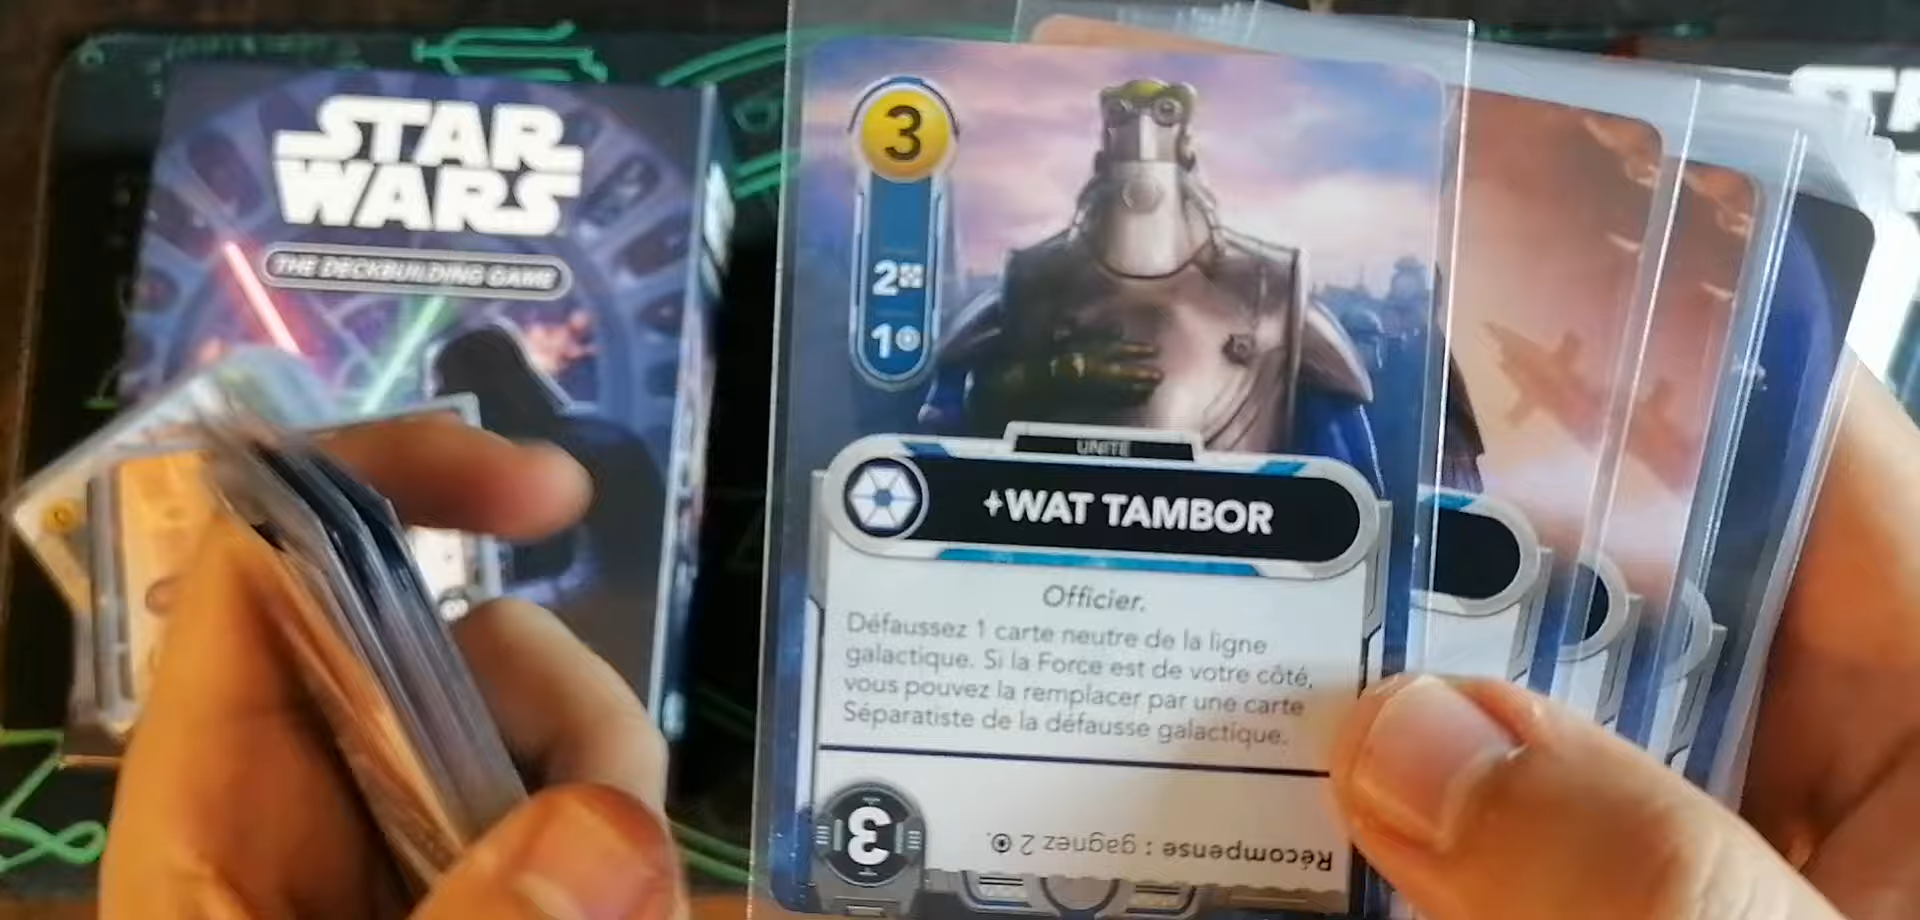 STAR
WARS
THE DECKBUILDING GAME
3
2
1
UNITÉ
+WAT TAMBOR
Officier.
Défaussez 1 carte neutre de la ligne
galactique. Si la Force est de votre côté,
vous pouvez la remplacer par une carte
Séparatiste de la défausse galactique.
3
Récompense : gagnez 2